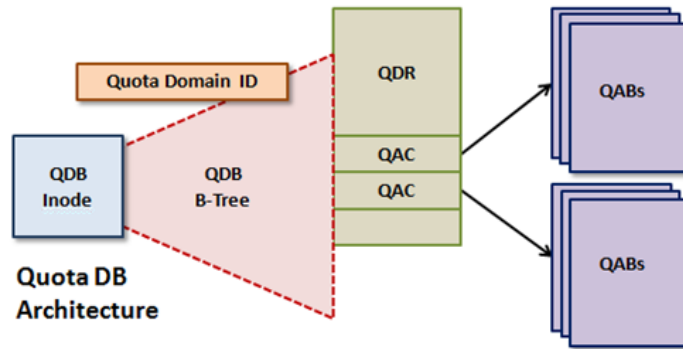 Quota Domain ID
QDR
QABs
QDB
Inode
QDB
B-Tree
QAC
QAC
QABs
Quota DB
Architecture